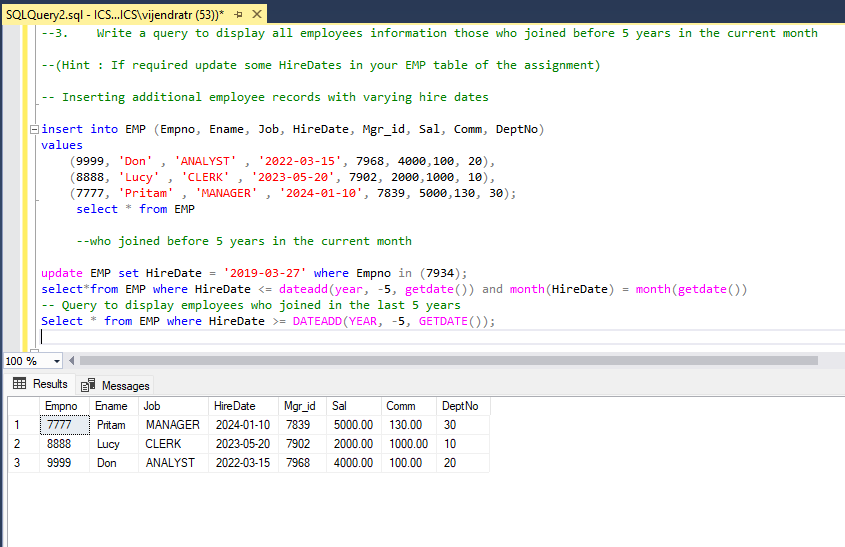 SQLQuery2.sql - ICS...ICS\vijendratr (53))*
--3.    Write a query to display all employees information those who joined before 5 years in the current month
--(Hint : If required update some HireDates in your EMP table of the assignment)
-- Inserting additional employee records with varying hire dates
insert into EMP (Empno, Ename, Job, HireDate, Mgr_id, Sal, Comm, DeptNo)
values
(9999, 'Don' , 'ANALYST' , '2022-03-15', 7968, 4000,100, 20),
(8888, 'Lucy' , 'CLERK' , '2023-05-20', 7902, 2000,1000, 10),
(7777, 'Pritam' , 'MANAGER' , '2024-01-10', 7839, 5000,130, 30);
select * from EMP
--who joined before 5 years in the current month
update EMP set HireDate = '2019-03-27' where Empno in (7934);
select*from EMP where HireDate <= dateadd(year, -5, getdate()) and month(HireDate) = month(getdate())
-- Query to display employees who joined in the last 5 years
Select * from EMP where HireDate >= DATEADD(YEAR, -5, GETDATE());
100 %
Results Messages
Empno Ename Job HireDate Mgr_id Sal Comm DeptNo
1 7777 Pritam MANAGER 2024-01-10 7839 5000.00 130.00 30
2 8888 Lucy CLERK 2023-05-20 7902 2000.00 1000.00 10
3 9999 Don ANALYST 2022-03-15 7968 4000.00 100.00 20